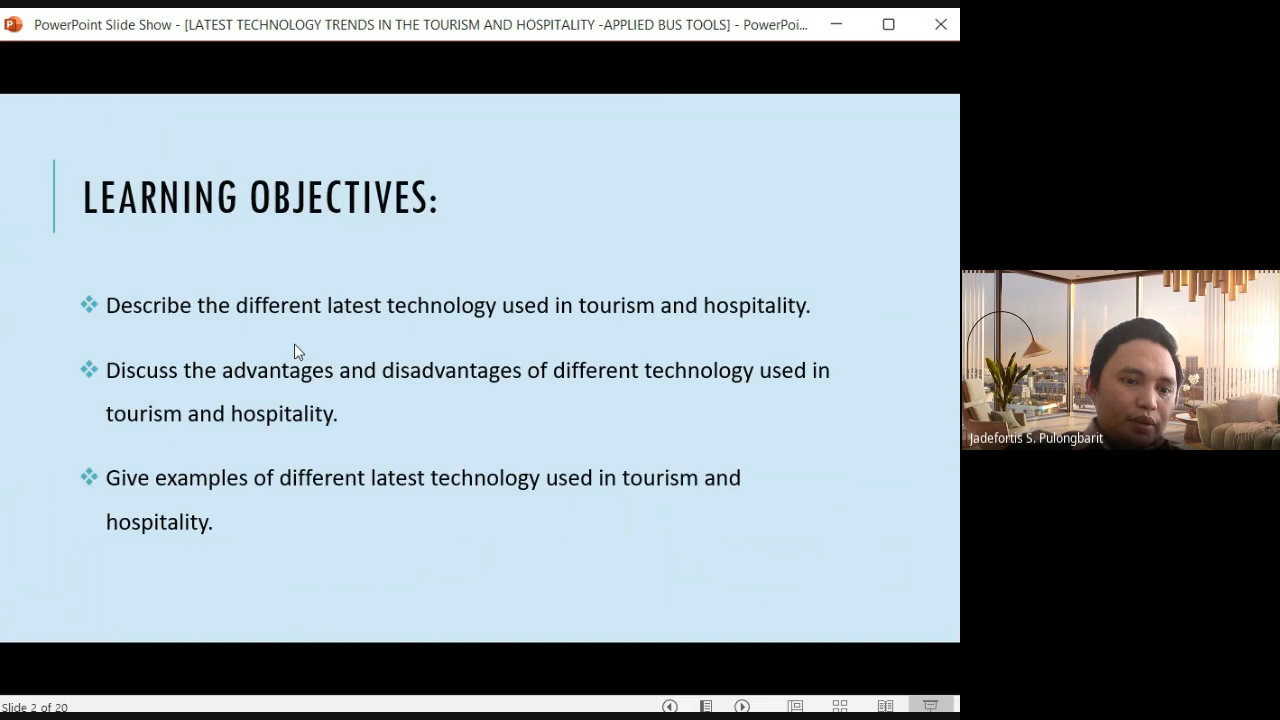 PowerPoint Slide Show - [LATEST TECHNOLOGY TRENDS IN THE TOURISM AND HOSPITALITY -APPLIED BUS TOOLS] - PowerPoi...
LEARNING OBJECTIVES:
Describe the different latest technology used in tourism and hospitality.
Discuss the advantages and disadvantages of different technology used in
tourism and hospitality.
Give examples of different latest technology used in tourism and
hospitality.
Jadefortis S. Pulongbarit
Slide 2 of 20